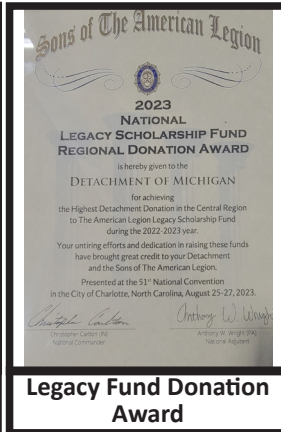 Sons of The American Legion
2023
NATIONAL
LEGACY SCHOLARSHIP FUND
REGIONAL DONATION AWARD
is hereby given to the
DETACHMENT OF MICHIGAN
for achieving
the Highest Detachment Donation in the Central Region
to The American Legion Legacy Scholarship Fund
during the 2022-2023 year.
Your untiring efforts and dedication in raising these funds
have brought great credit to your Detachment
and the Sons of The American Legion.
Presented at the 51st National Convention
in the City of Charlotte, North Carolina, August 25-27, 2023.
Christopher Carlton Anthony W. Wright
Christopher Carlton (IN) Anthony W. Wright (PA)
National Commander National Adjutant
Legacy Fund Donation
Award